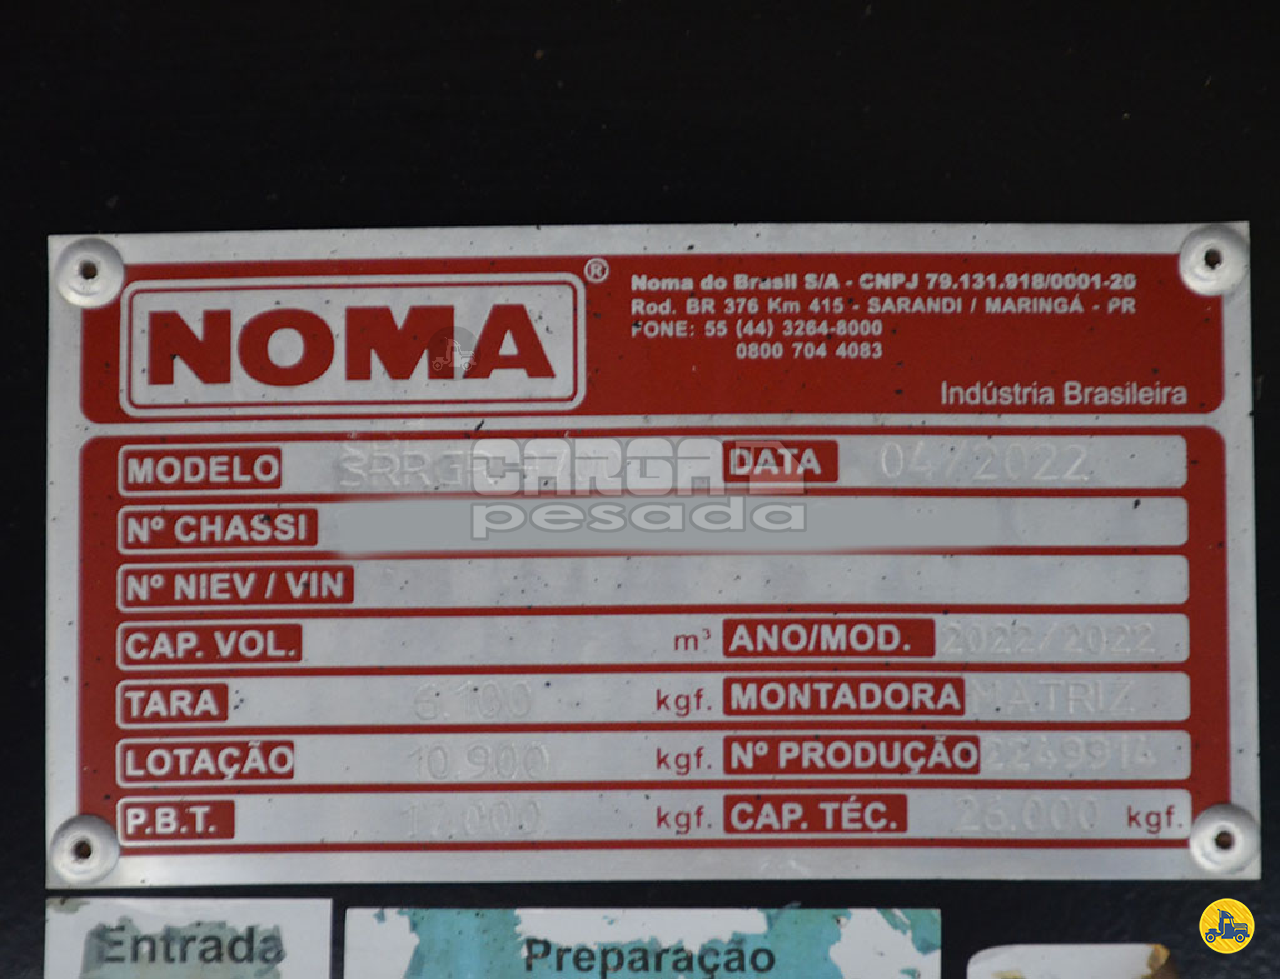 NOMA ®
Noma do Brasil S/A - CNPJ 79.131.918/0001-20
Rod. BR 376 Km 415 - SARANDI / MARINGÁ - PR
FONE: 55 (44) 3264-8000
0800 704 4083
Indústria Brasileira
MODELO DATA 04/2022
CARGA
pesada
Nº CHASSI
Nº NIEV / VIN
CAP. VOL. m³ ANO/MOD. 2022/2022
TARA 6.100 kgf. MONTADORA MATRIZ
LOTAÇÃO 10.900 kgf. Nº PRODUÇÃO 2249914
P.B.T. 17.000 kgf. CAP. TÉC. 26.000 kgf.
Entrada
Preparação